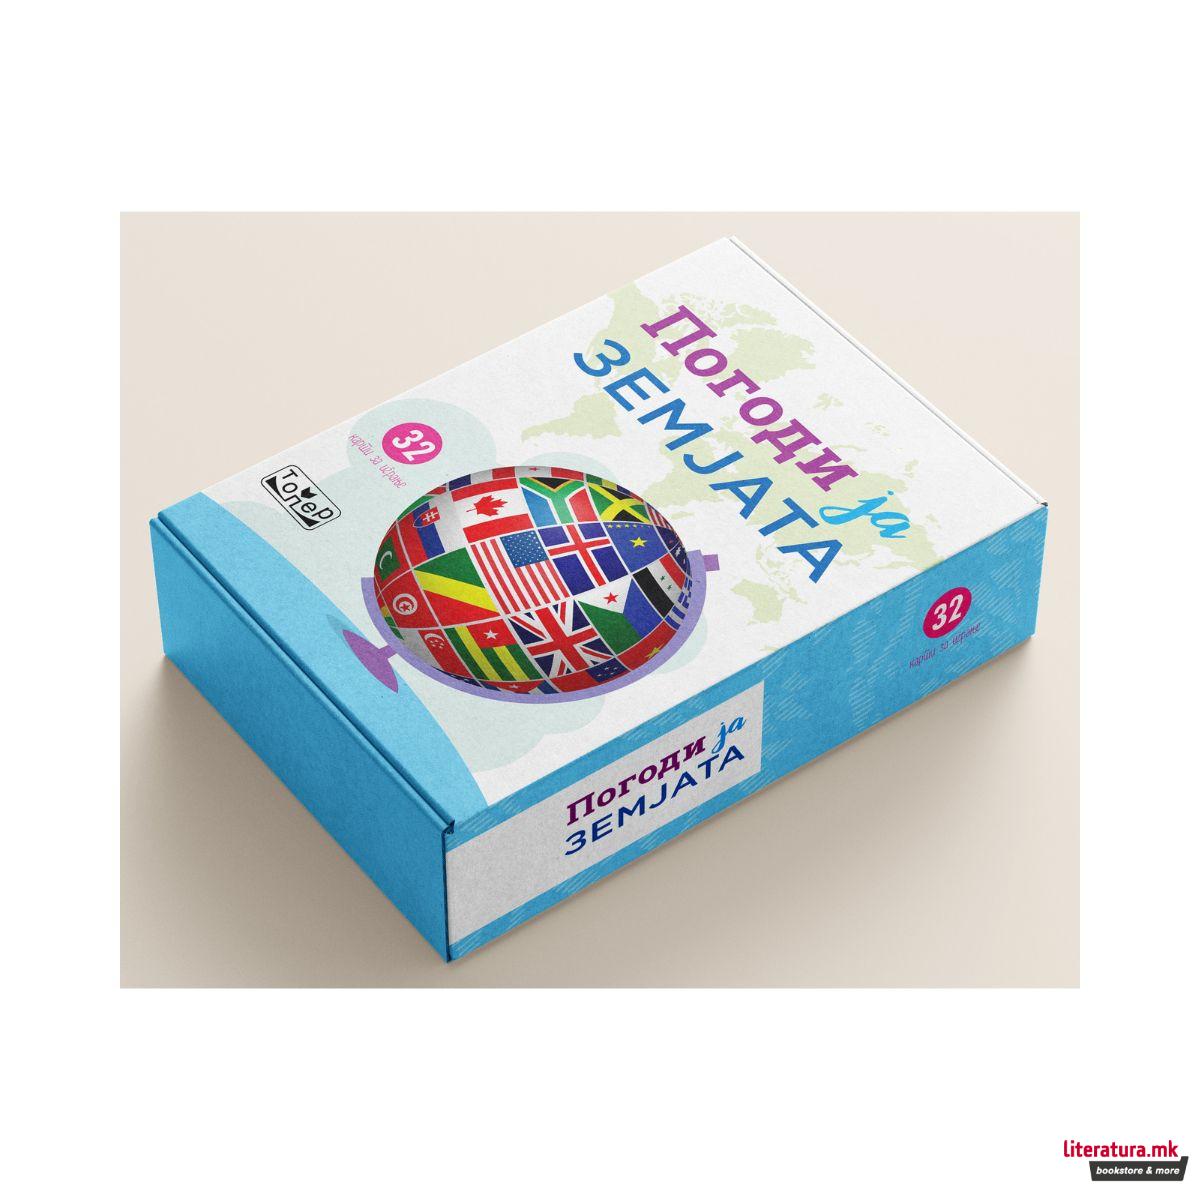 Погоди ја
ЗЕМЈАТА
32
карти за играње
Топер
Погоди ја
ЗЕМЈАТА
32
карти за играње
literatura.mk
bookstore & more